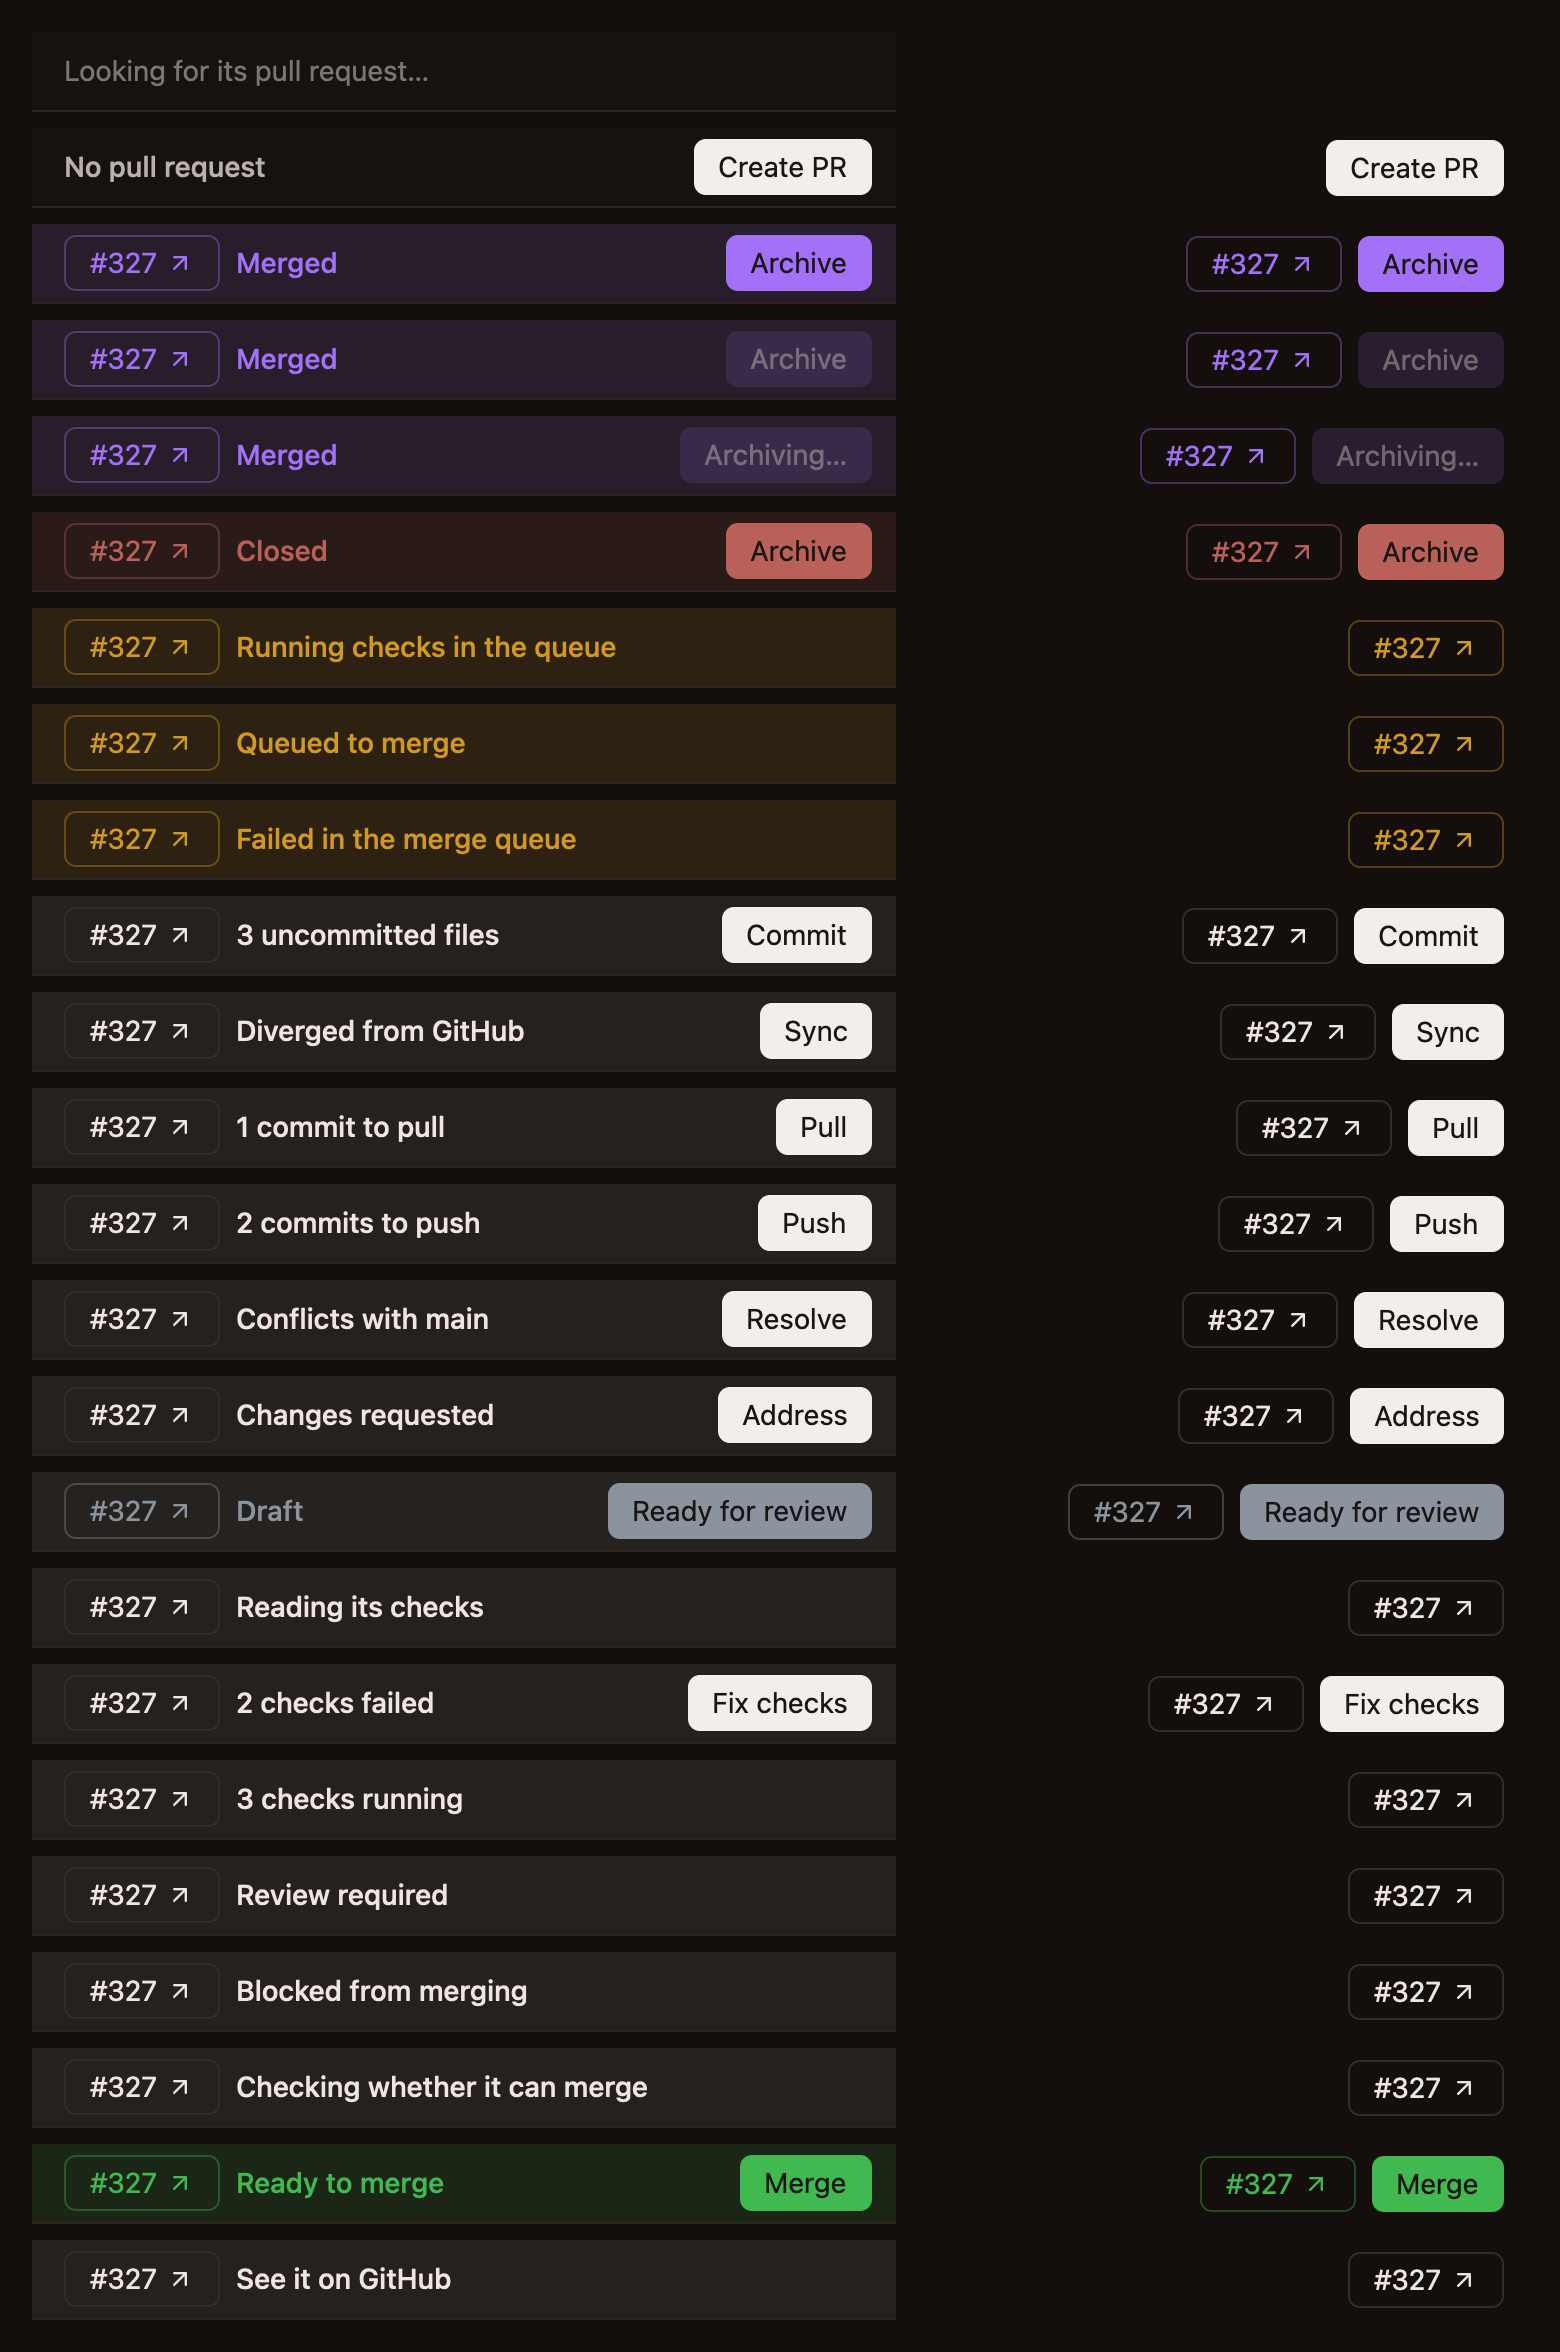 Looking for its pull request...
No pull request Create PR Create PR
#327 ↗ Merged Archive #327 ↗ Archive
#327 ↗ Merged Archive #327 ↗ Archive
#327 ↗ Merged Archiving... #327 ↗ Archiving...
#327 ↗ Closed Archive #327 ↗ Archive
#327 ↗ Running checks in the queue #327 ↗
#327 ↗ Queued to merge #327 ↗
#327 ↗ Failed in the merge queue #327 ↗
#327 ↗ 3 uncommitted files Commit #327 ↗ Commit
#327 ↗ Diverged from GitHub Sync #327 ↗ Sync
#327 ↗ 1 commit to pull Pull #327 ↗ Pull
#327 ↗ 2 commits to push Push #327 ↗ Push
#327 ↗ Conflicts with main Resolve #327 ↗ Resolve
#327 ↗ Changes requested Address #327 ↗ Address
#327 ↗ Draft Ready for review #327 ↗ Ready for review
#327 ↗ Reading its checks #327 ↗
#327 ↗ 2 checks failed Fix checks #327 ↗ Fix checks
#327 ↗ 3 checks running #327 ↗
#327 ↗ Review required #327 ↗
#327 ↗ Blocked from merging #327 ↗
#327 ↗ Checking whether it can merge #327 ↗
#327 ↗ Ready to merge Merge #327 ↗ Merge
#327 ↗ See it on GitHub #327 ↗